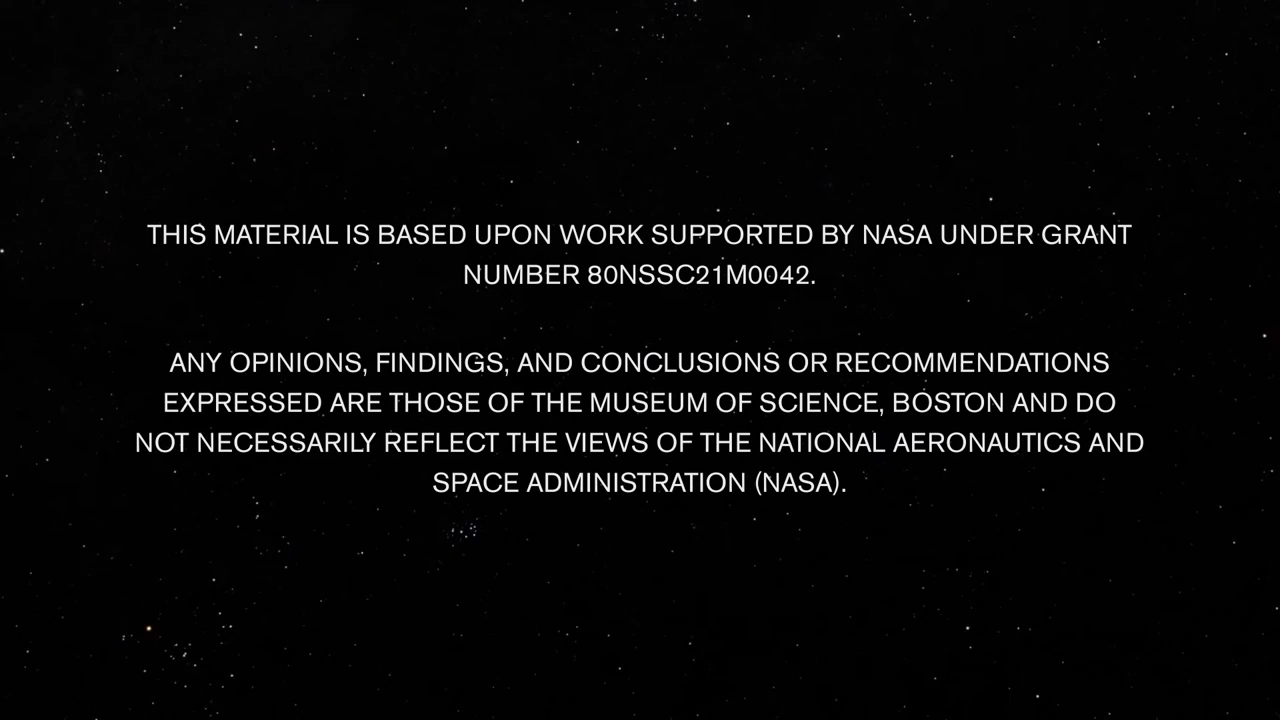 THIS MATERIAL IS BASED UPON WORK SUPPORTED BY NASA UNDER GRANT
NUMBER 80NSSC21M0042.
ANY OPINIONS, FINDINGS, AND CONCLUSIONS OR RECOMMENDATIONS
EXPRESSED ARE THOSE OF THE MUSEUM OF SCIENCE, BOSTON AND DO
NOT NECESSARILY REFLECT THE VIEWS OF THE NATIONAL AERONAUTICS AND
SPACE ADMINISTRATION (NASA).